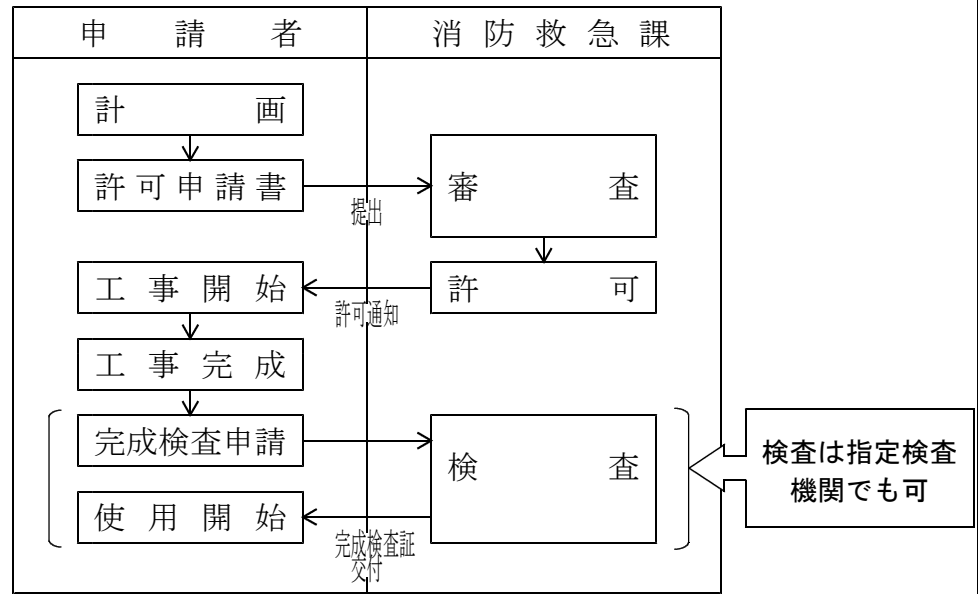 申請者
消防救急課
計画
許可申請書
提出
審査
許可
許可通知
工事開始
工事完成
完成検査申請
検査
完成検査証
交付
使用開始
検査は指定検査
機関でも可